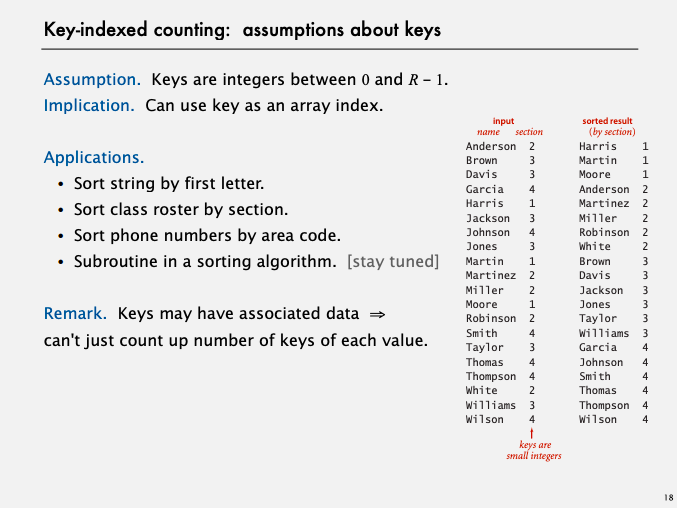 Key-indexed counting: assumptions about keys
Assumption. Keys are integers between 0 and R − 1.
Implication. Can use key as an array index.
Applications.
• Sort string by first letter.
• Sort class roster by section.
• Sort phone numbers by area code.
• Subroutine in a sorting algorithm. [stay tuned]
Remark. Keys may have associated data ⇒
can't just count up number of keys of each value.
input
name section
Anderson 2
Brown 3
Davis 3
Garcia 4
Harris 1
Jackson 3
Johnson 4
Jones 3
Martin 1
Martinez 2
Miller 2
Moore 1
Robinson 2
Smith 4
Taylor 3
Thomas 4
Thompson 4
White 2
Williams 3
Wilson 4
keys are
small integers
sorted result
(by section)
Harris 1
Martin 1
Moore 1
Anderson 2
Martinez 2
Miller 2
Robinson 2
White 2
Brown 3
Davis 3
Jackson 3
Jones 3
Taylor 3
Williams 3
Garcia 4
Johnson 4
Smith 4
Thomas 4
Thompson 4
Wilson 4
18